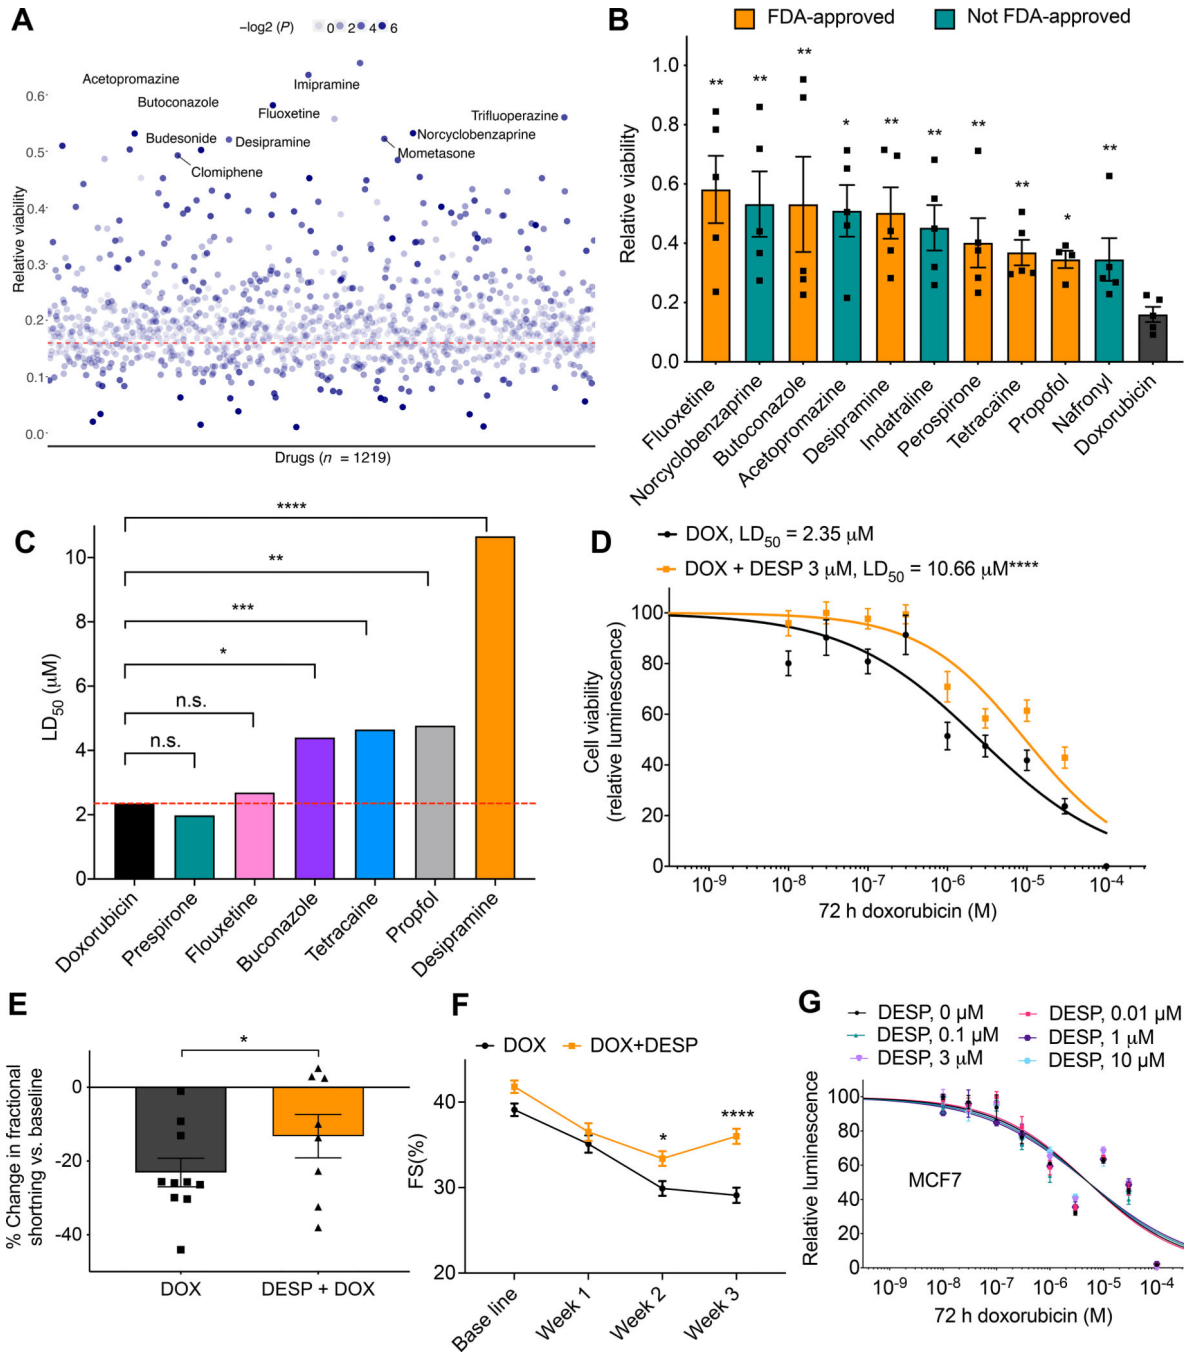 A
−log2 (P) 0 2 4 6
Acetopromazine
Imipramine
Butoconazole
Fluoxetine
Trifluoperazine
Budesonide
Desipramine
Norcyclobenzaprine
Mometasone
Clomiphene
Relative viability
0.6
0.5
0.4
0.3
0.2
0.1
0.0
Drugs (n = 1219)
B
FDA-approved
Not FDA-approved
Relative viability
1.0
0.8
0.6
0.4
0.2
0.0
** ** ** * ** ** ** ** * **
Fluoxetine
Norcyclobenzaprine
Butoconazole
Acetopromazine
Desipramine
Indatraline
Perospirone
Tetracaine
Propofol
Nafronyl
Doxorubicin
C
****
**
***
*
n.s.
n.s.
LD50 (μM)
10
8
6
4
2
0
Doxorubicin
Prespirone
Flouxetine
Buconazole
Tetracaine
Propfol
Desipramine
D
DOX, LD50 = 2.35 μM
DOX + DESP 3 μM, LD50 = 10.66 μM****
Cell viability
(relative luminescence)
100
80
60
40
20
0
10-9 10-8 10-7 10-6 10-5 10-4
72 h doxorubicin (M)
E
*
% Change in fractional
shortning vs. baseline
0
-20
-40
DOX
DESP + DOX
F
DOX
DOX+DESP
****
*
FS(%)
40
30
20
Base line
Week 1
Week 2
Week 3
G
DESP, 0 μM
DESP, 0.01 μM
DESP, 0.1 μM
DESP, 1 μM
DESP, 3 μM
DESP, 10 μM
Relative luminescence
100
80
60
40
20
0
MCF7
10-9 10-8 10-7 10-6 10-5 10-4
72 h doxorubicin (M)